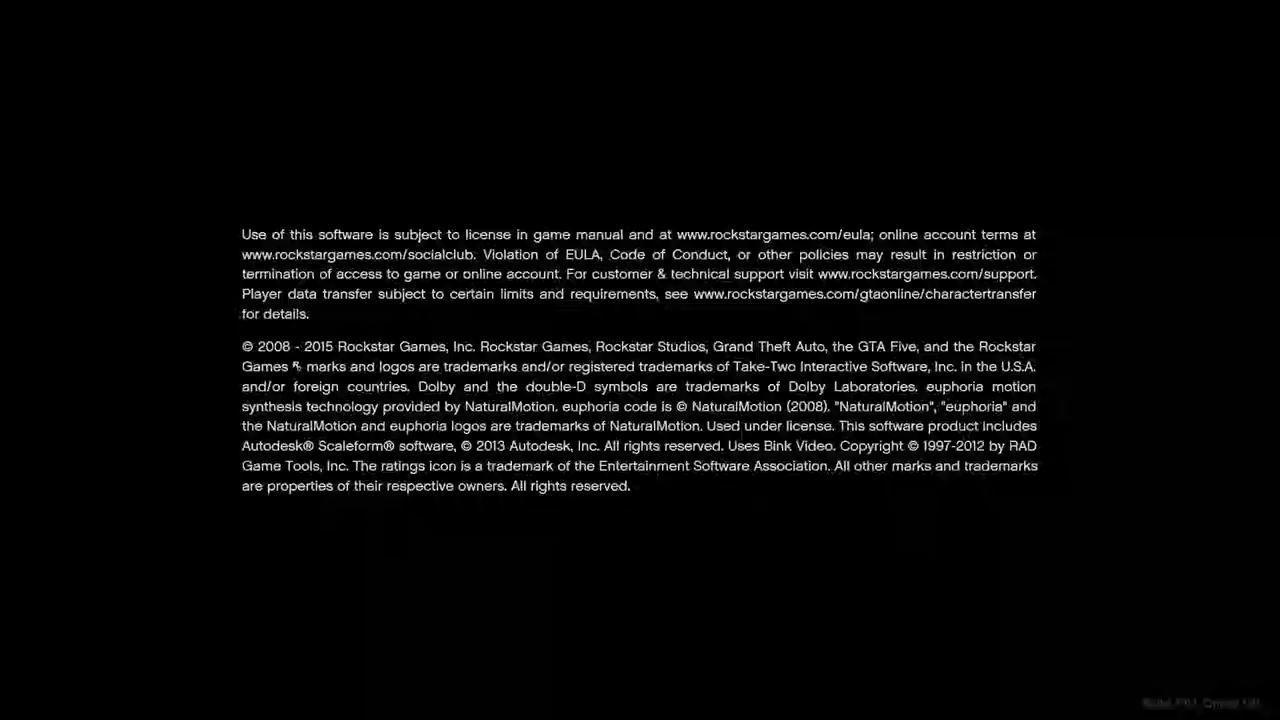 Use of this software is subject to license in game manual and at www.rockstargames.com/eula; online account terms at
www.rockstargames.com/socialclub. Violation of EULA, Code of Conduct, or other policies may result in restriction or
termination of access to game or online account. For customer & technical support visit www.rockstargames.com/support.
Player data transfer subject to certain limits and requirements, see www.rockstargames.com/gtaonline/charactertransfer
for details.
© 2008 - 2015 Rockstar Games, Inc. Rockstar Games, Rockstar Studios, Grand Theft Auto, the GTA Five, and the Rockstar
Games R* marks and logos are trademarks and/or registered trademarks of Take-Two Interactive Software, Inc. in the U.S.A.
and/or foreign countries. Dolby and the double-D symbols are trademarks of Dolby Laboratories. euphoria motion
synthesis technology provided by NaturalMotion. euphoria code is © NaturalMotion (2008). "NaturalMotion", "euphoria" and
the NaturalMotion and euphoria logos are trademarks of NaturalMotion. Used under license. This software product includes
Autodesk® Scaleform® software, © 2013 Autodesk, Inc. All rights reserved. Uses Bink Video. Copyright © 1997-2012 by RAD
Game Tools, Inc. The ratings icon is a trademark of the Entertainment Software Association. All other marks and trademarks
are properties of their respective owners. All rights reserved.